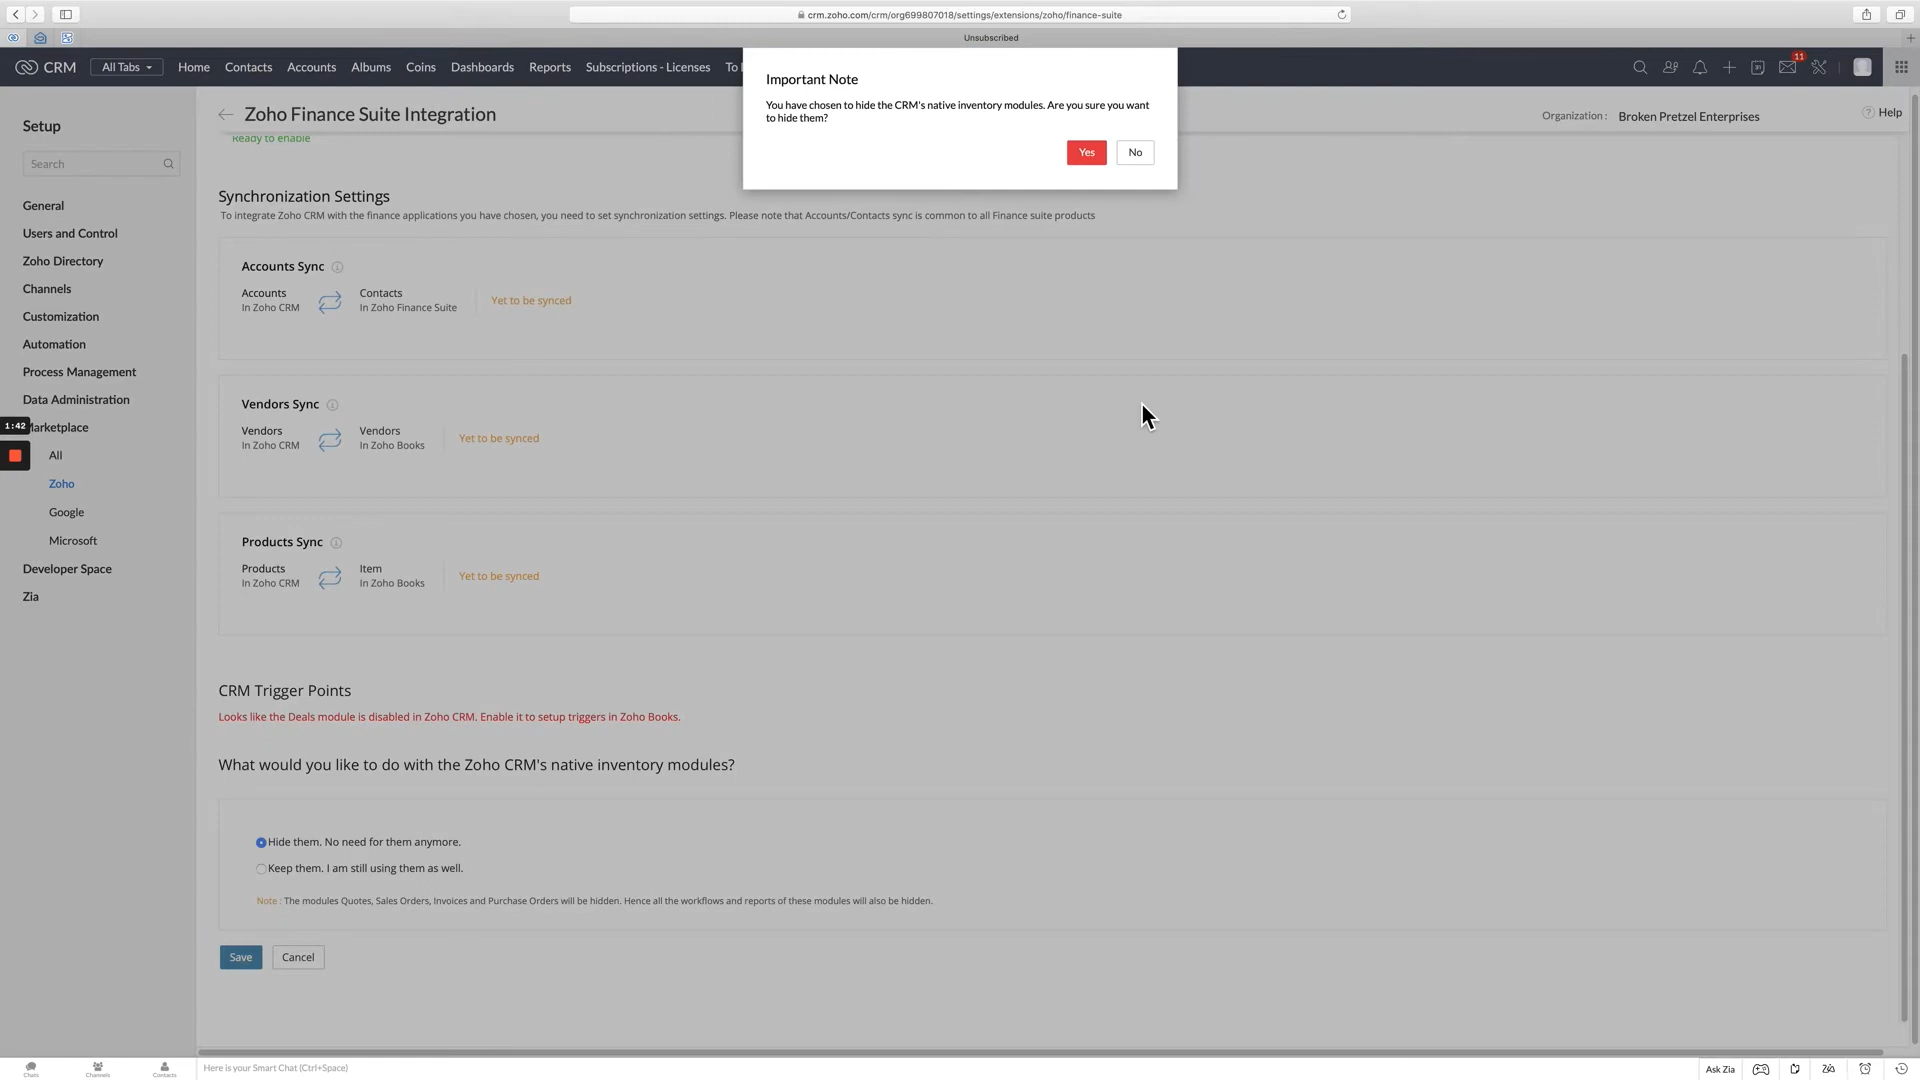 crm.zoho.com/crm/org699807018/settings/extensions/zoho/finance-suite
Unsubscribed
CRM
All Tabs
Home
Contacts
Accounts
Albums
Coins
Dashboards
Reports
Subscriptions - Licenses
11
Important Note
You have chosen to hide the CRM's native inventory modules. Are you sure you want
to hide them?
Yes
No
Setup
Search
General
Users and Control
Zoho Directory
Channels
Customization
Automation
Process Management
Data Administration
1:42
Marketplace
All
Zoho
Google
Microsoft
Developer Space
Zia
Zoho Finance Suite Integration
Organization :
Broken Pretzel Enterprises
Help
Ready to enable
Synchronization Settings
To integrate Zoho CRM with the finance applications you have chosen, you need to set synchronization settings. Please note that Accounts/Contacts sync is common to all Finance suite products
Accounts Sync
Accounts
In Zoho CRM
Contacts
In Zoho Finance Suite
Yet to be synced
Vendors Sync
Vendors
In Zoho CRM
Vendors
In Zoho Books
Yet to be synced
Products Sync
Products
In Zoho CRM
Item
In Zoho Books
Yet to be synced
CRM Trigger Points
Looks like the Deals module is disabled in Zoho CRM. Enable it to setup triggers in Zoho Books.
What would you like to do with the Zoho CRM's native inventory modules?
Hide them. No need for them anymore.
Keep them. I am still using them as well.
Note : The modules Quotes, Sales Orders, Invoices and Purchase Orders will be hidden. Hence all the workflows and reports of these modules will also be hidden.
Save
Cancel
Chats
Channels
Contacts
Here is your Smart Chat (Ctrl+Space)
Ask Zia